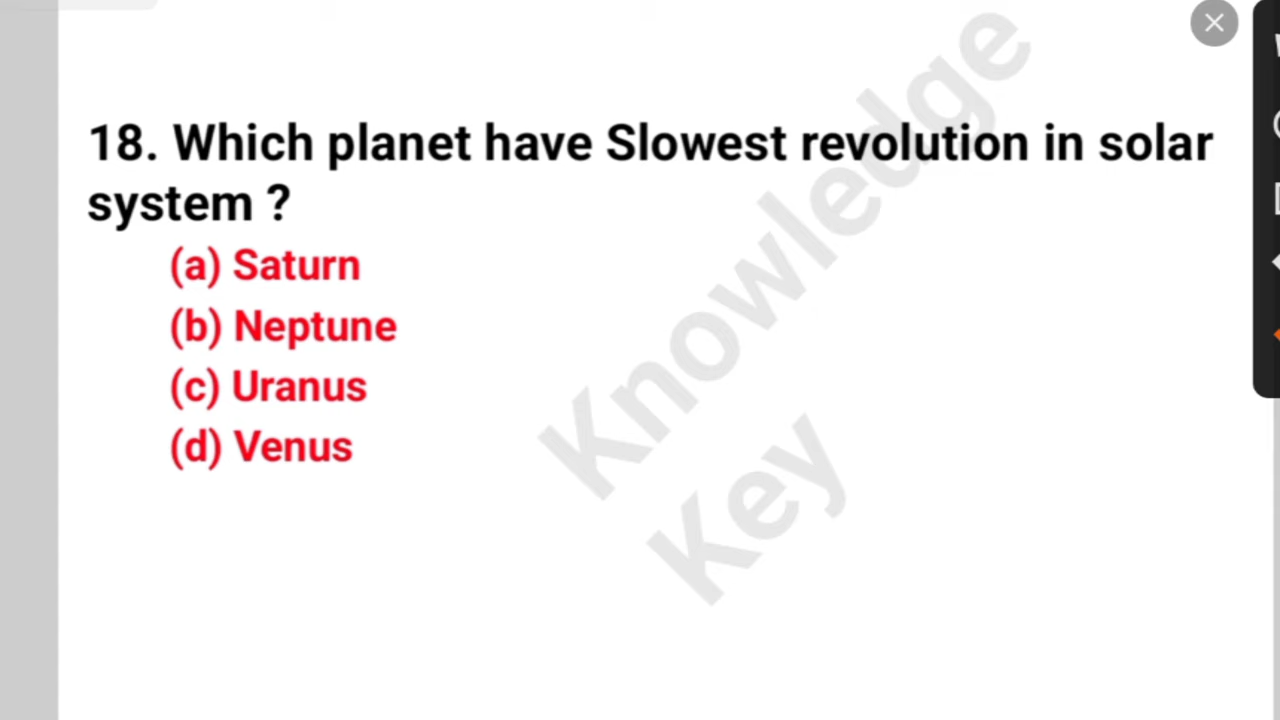 18. Which planet have Slowest revolution in solar
system ?
(a) Saturn
(b) Neptune
(c) Uranus
(d) Venus
Knowledge
Key